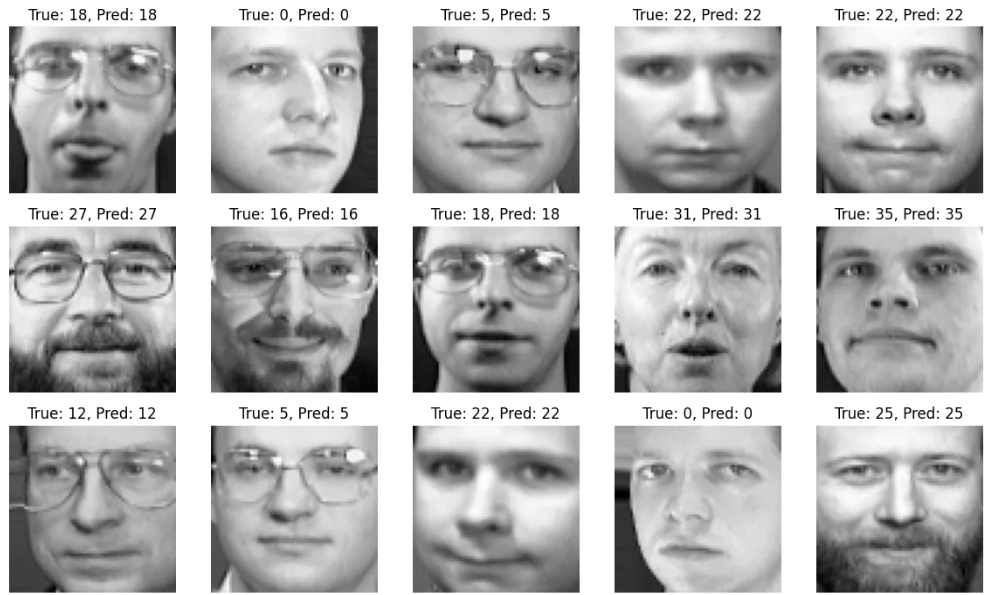 True: 18, Pred: 18
True: 0, Pred: 0
True: 5, Pred: 5
True: 22, Pred: 22
True: 22, Pred: 22
True: 27, Pred: 27
True: 16, Pred: 16
True: 18, Pred: 18
True: 31, Pred: 31
True: 35, Pred: 35
True: 12, Pred: 12
True: 5, Pred: 5
True: 22, Pred: 22
True: 0, Pred: 0
True: 25, Pred: 25